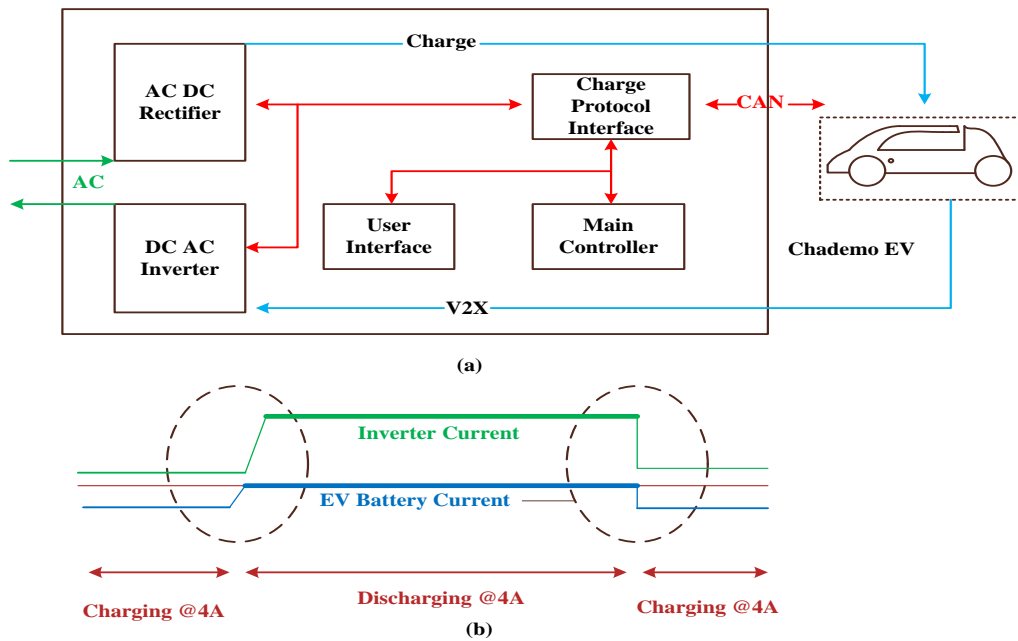 Charge
AC DC
Rectifier
Charge
Protocol
Interface
CAN
AC
User
Interface
Main
Controller
DC AC
Inverter
Chademo EV
V2X
(a)
Inverter Current
EV Battery Current
Charging @4A
Discharging @4A
Charging @4A
(b)